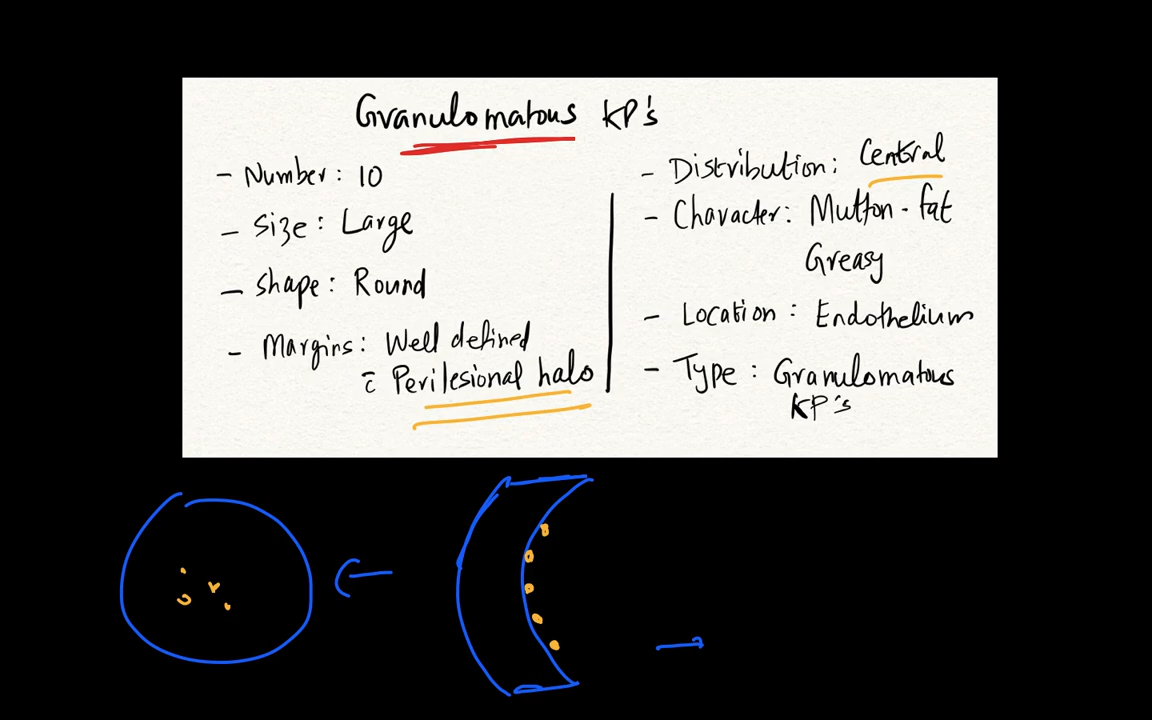 Granulomatous KP's
- Number: 10
- Size: Large
- Shape: Round
- Margins: Well defined
c̄ Perilesional halo
- Distribution: Central
- Character: Mutton-fat
Greasy
- Location: Endothelium
- Type: Granulomatous
KP's